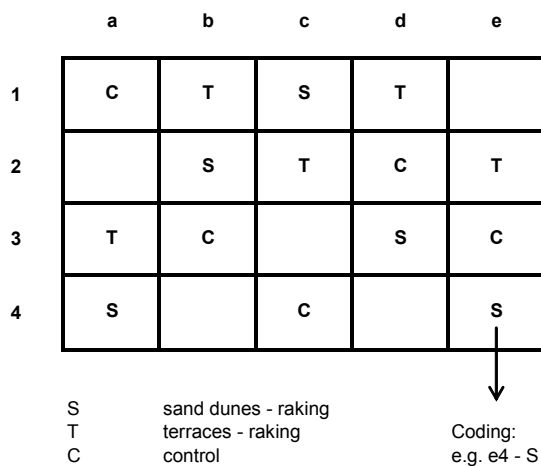 a b c d e
1 C T S T
2 S T C T
3 T C S C
4 S C S
S sand dunes - raking
T terraces - raking Coding:
C control e.g. e4 - S